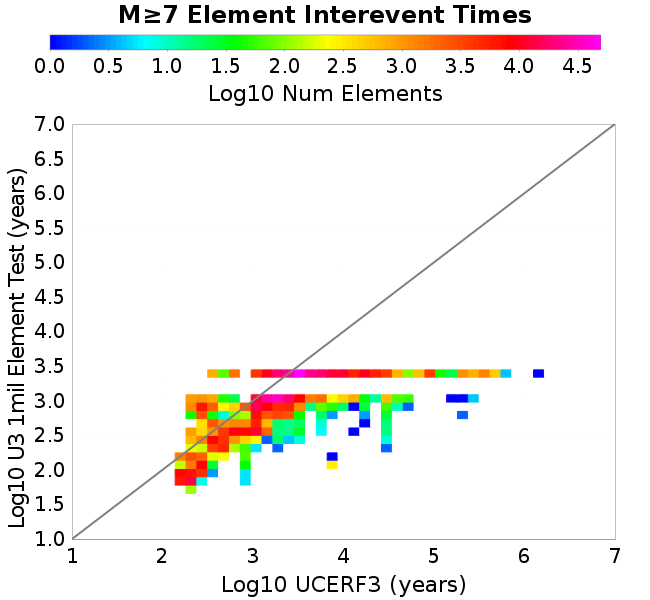 M≥7 Element Interevent Times
0.0 0.5 1.0 1.5 2.0 2.5 3.0 3.5 4.0 4.5
Log10 Num Elements
7.0
6.5
6.0
5.5
5.0
4.5
4.0
3.5
3.0
2.5
2.0
1.5
1.0
Log10 U3 1mil Element Test (years)
1 2 3 4 5 6 7
Log10 UCERF3 (years)